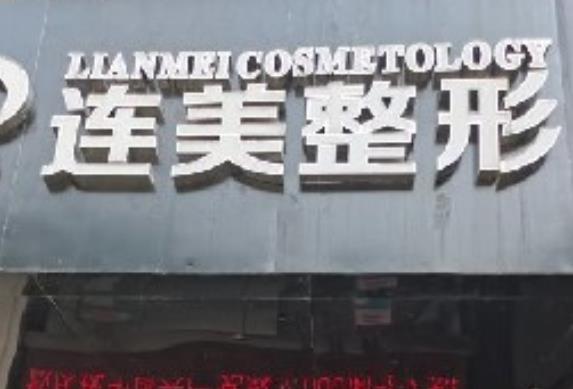 LIANMEI COSMETOLOGY
连美整形